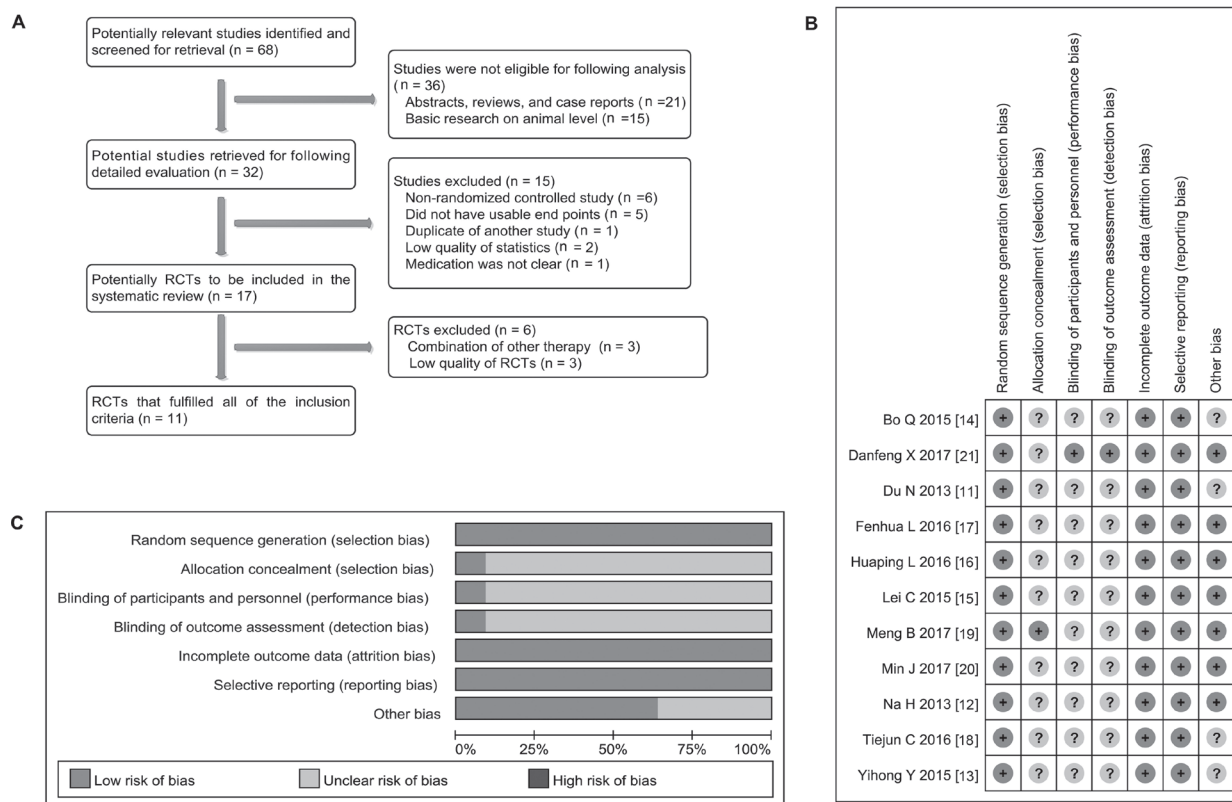 A
Potentially relevant studies identified and
screened for retrieval (n = 68)
Studies were not eligible for following analysis
(n = 36)
Abstracts, reviews, and case reports (n =21)
Basic research on animal level (n =15)
Potential studies retrieved for following
detailed evaluation (n = 32)
Studies excluded (n = 15)
Non-randomized controlled study (n =6)
Did not have usable end points (n = 5)
Duplicate of another study (n = 1)
Low quality of statistics (n = 2)
Medication was not clear (n = 1)
Potentially RCTs to be included in the
systematic review (n = 17)
RCTs excluded (n = 6)
Combination of other therapy (n = 3)
Low quality of RCTs (n = 3)
RCTs that fulfilled all of the inclusion
criteria (n = 11)
B
Random sequence generation (selection bias)
Allocation concealment (selection bias)
Blinding of participants and personnel (performance bias)
Blinding of outcome assessment (detection bias)
Incomplete outcome data (attrition bias)
Selective reporting (reporting bias)
Other bias
Bo Q 2015 [14] + ? ? ? + + ?
Danfeng X 2017 [21] + ? + + + + +
Du N 2013 [11] + ? ? ? + + ?
Fenhua L 2016 [17] + ? ? ? + + +
Huaping L 2016 [16] + ? ? ? + + +
Lei C 2015 [15] + ? ? ? + + +
Meng B 2017 [19] + + ? ? + + +
Min J 2017 [20] + ? ? ? + + +
Na H 2013 [12] + ? ? ? + + +
Tiejun C 2016 [18] + ? ? ? + + ?
Yihong Y 2015 [13] + ? ? ? + + ?
C
Random sequence generation (selection bias)
Allocation concealment (selection bias)
Blinding of participants and personnel (performance bias)
Blinding of outcome assessment (detection bias)
Incomplete outcome data (attrition bias)
Selective reporting (reporting bias)
Other bias
0% 25% 50% 75% 100%
Low risk of bias Unclear risk of bias High risk of bias